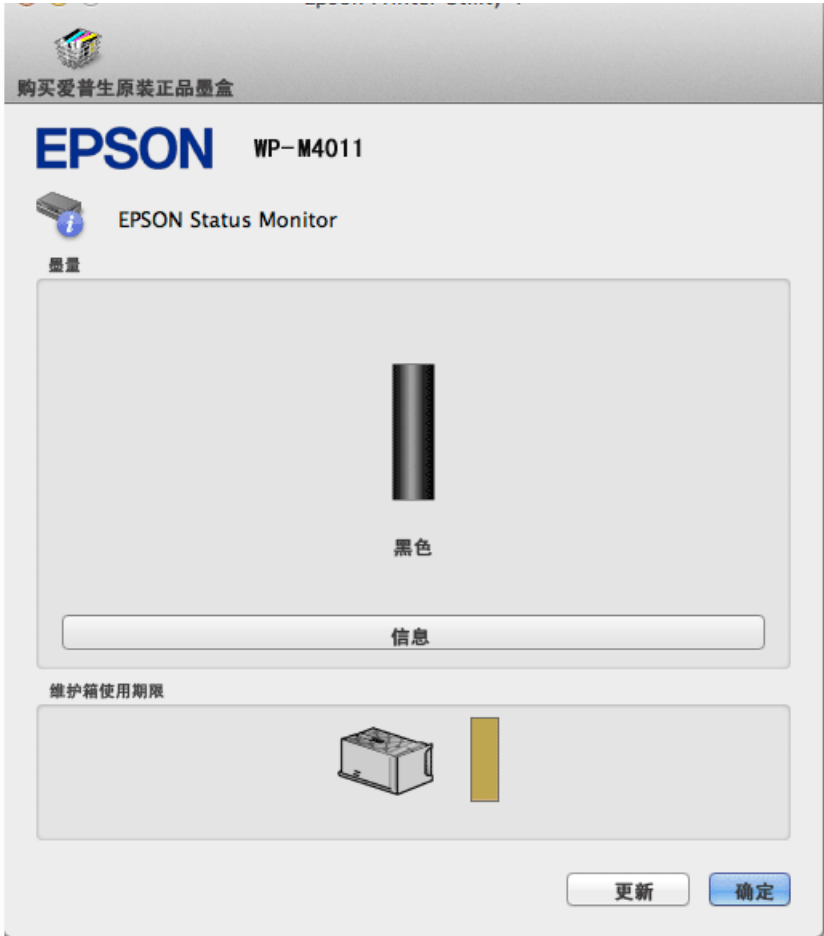 购买爱普生原装正品墨盒
EPSON WP-M4011
EPSON Status Monitor
墨量
黑色
信息
维护箱使用期限
更新 确定